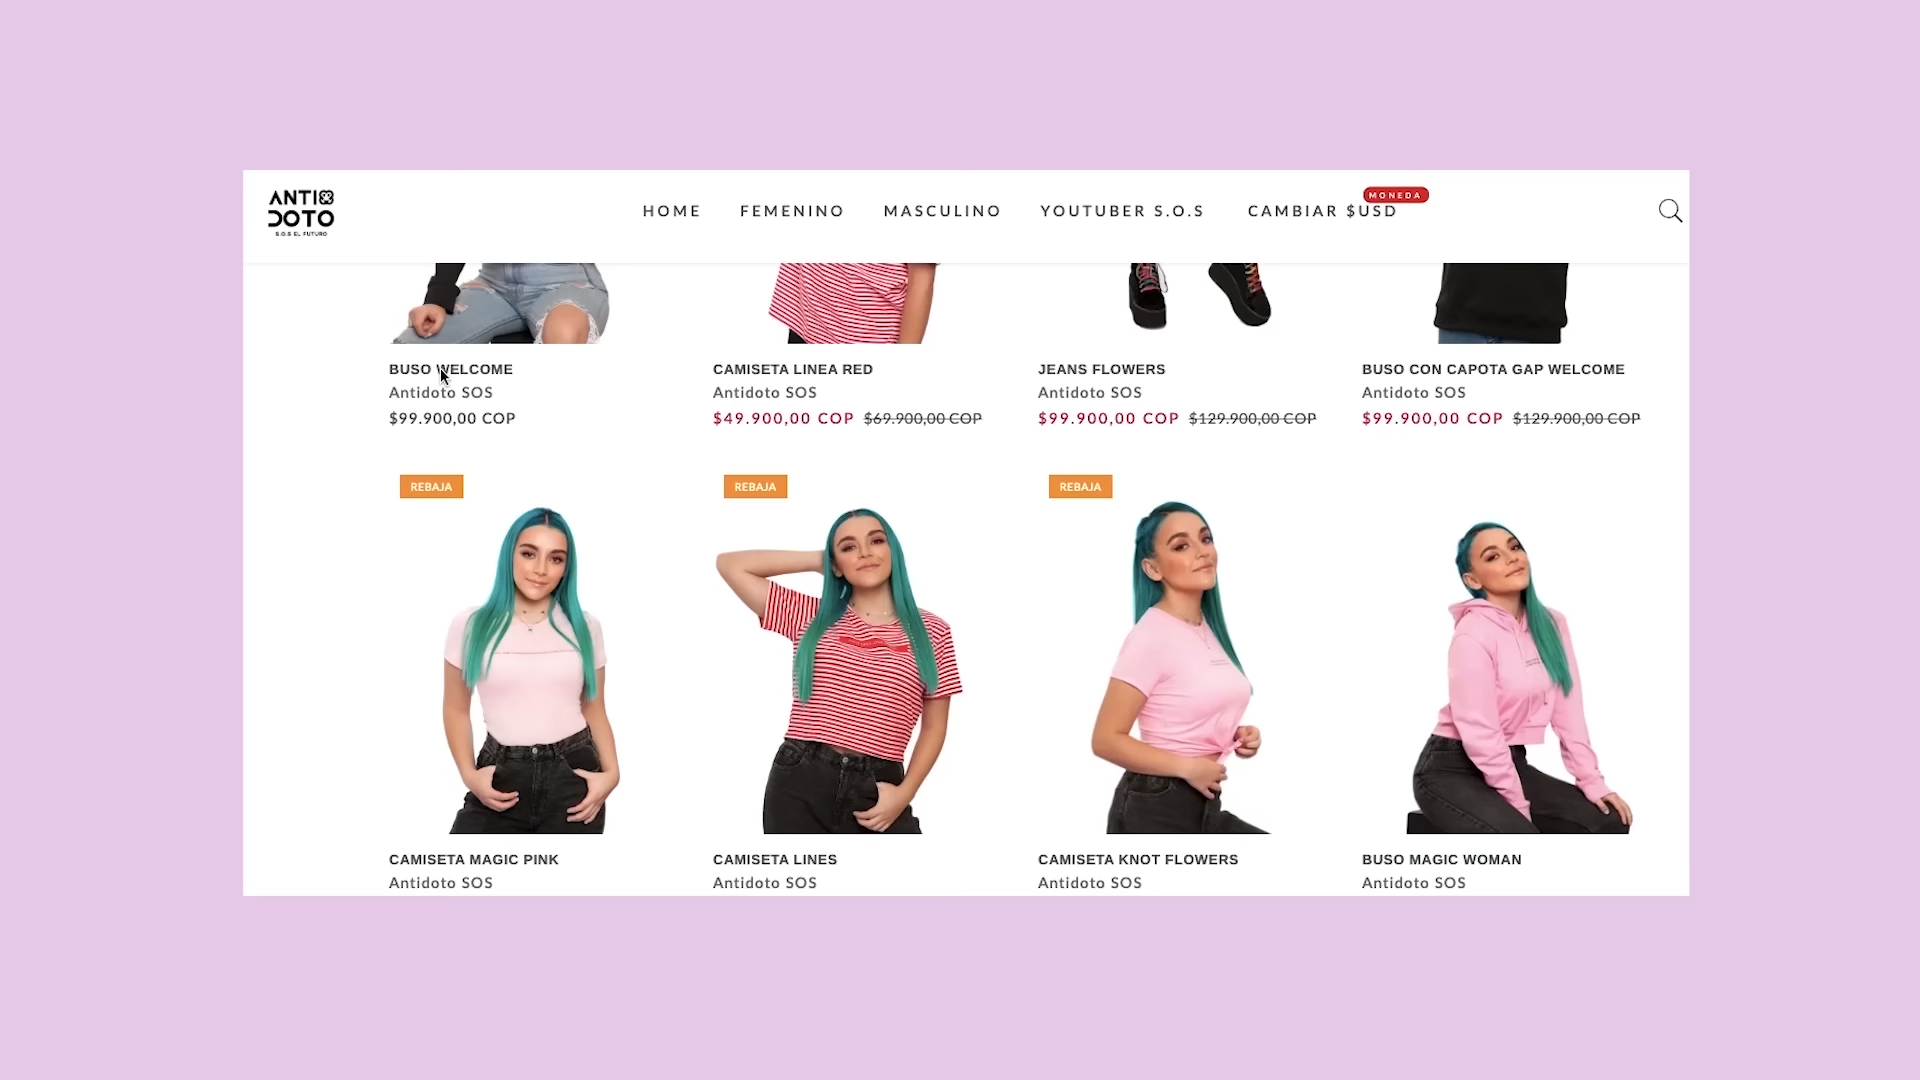 ANTI
DOTO
S.O.S EL FUTURO
HOME FEMENINO MASCULINO YOUTUBER S.O.S CAMBIAR $USD MONEDA
BUSO WELCOME
Antidoto SOS
$99.900,00 COP
CAMISETA LINEA RED
Antidoto SOS
$49.900,00 COP $69.900,00 COP
JEANS FLOWERS
Antidoto SOS
$99.900,00 COP $129.900,00 COP
BUSO CON CAPOTA GAP WELCOME
Antidoto SOS
$99.900,00 COP $129.900,00 COP
REBAJA
CAMISETA MAGIC PINK
Antidoto SOS
REBAJA
CAMISETA LINES
Antidoto SOS
REBAJA
CAMISETA KNOT FLOWERS
Antidoto SOS
BUSO MAGIC WOMAN
Antidoto SOS